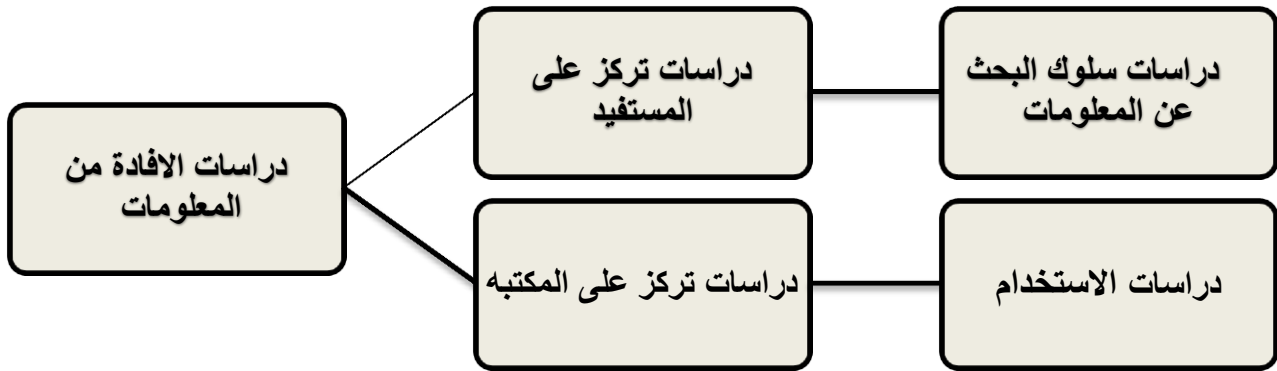 دراسات الافادة من
المعلومات
دراسات تركز على
المستفيد
دراسات سلوك البحث
عن المعلومات
دراسات تركز على المكتبه
دراسات الاستخدام